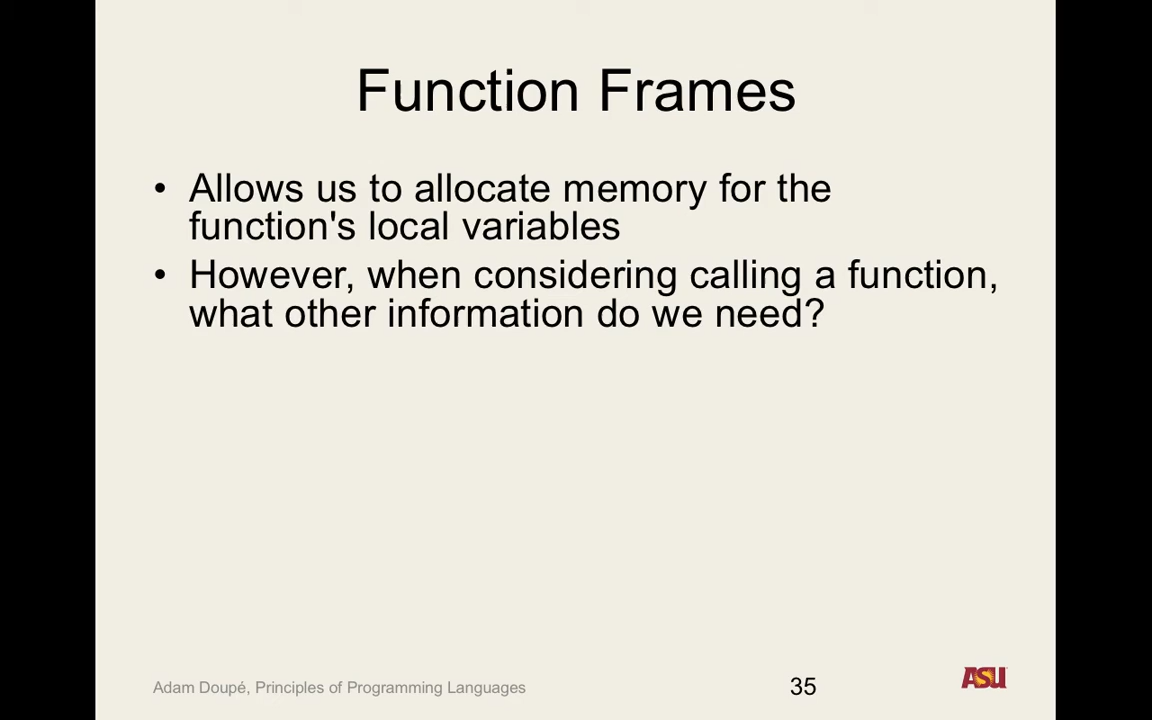 Function Frames
• Allows us to allocate memory for the
function's local variables
• However, when considering calling a function,
what other information do we need?
Adam Doupé, Principles of Programming Languages
35
ASU